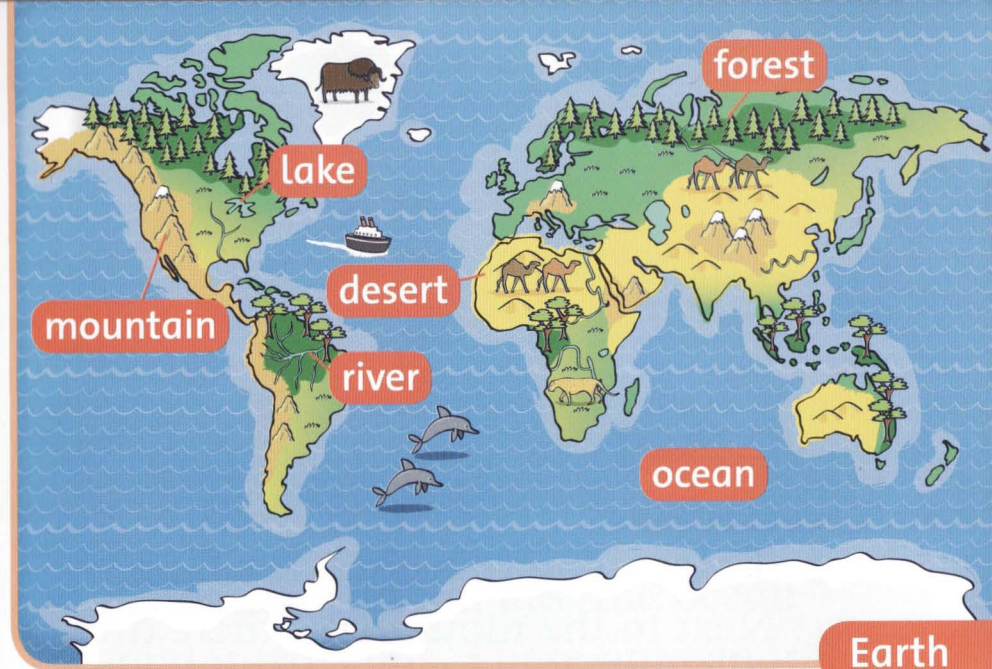 forest
lake
desert
mountain
river
ocean
Earth